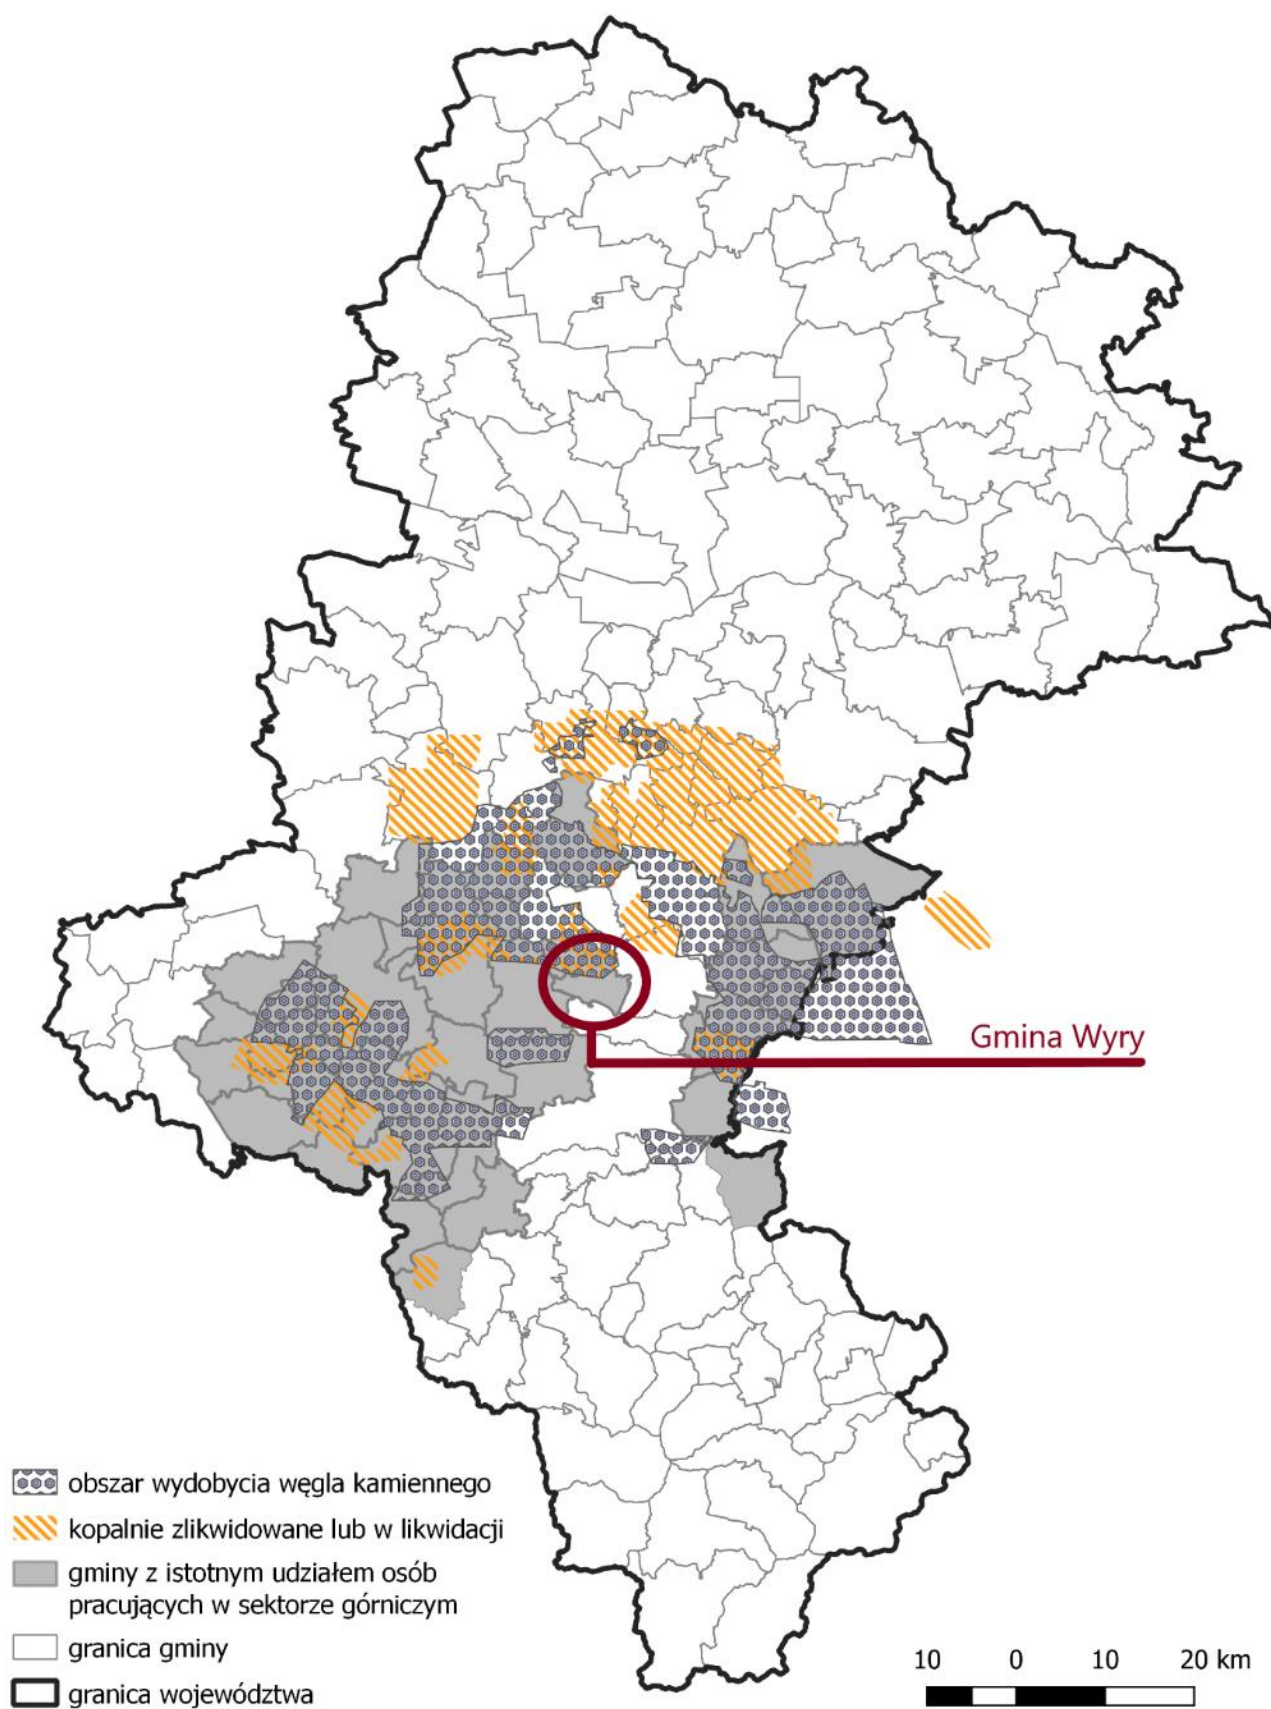 Gmina Wyry
obszar wydobycia węgla kamiennego
kopalnie zlikwidowane lub w likwidacji
gminy z istotnym udziałem osób
pracujących w sektorze górniczym
granica gminy
granica województwa
10 0 10 20 km